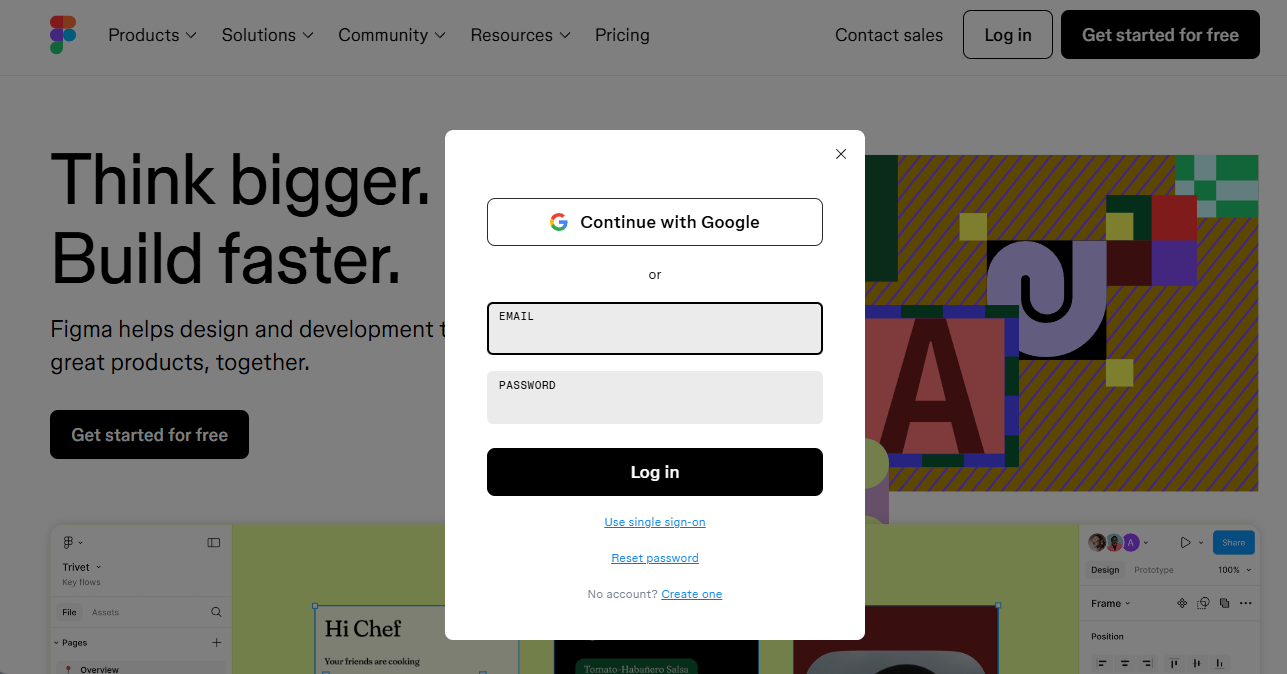 Products
Solutions
Community
Resources
Pricing
Contact sales
Log in
Get started for free
Think bigger.
Build faster.
Figma helps design and development t
great products, together.
Get started for free
Continue with Google
or
EMAIL
PASSWORD
Log in
Use single sign-on
Reset password
No account? Create one
A
Trivet
Key flows
File
Assets
Pages
Overview
Hi Chef
Your friends are cooking
Tomato-Habañero Salsa
A
Share
Design
Prototype
100%
Frame
Position